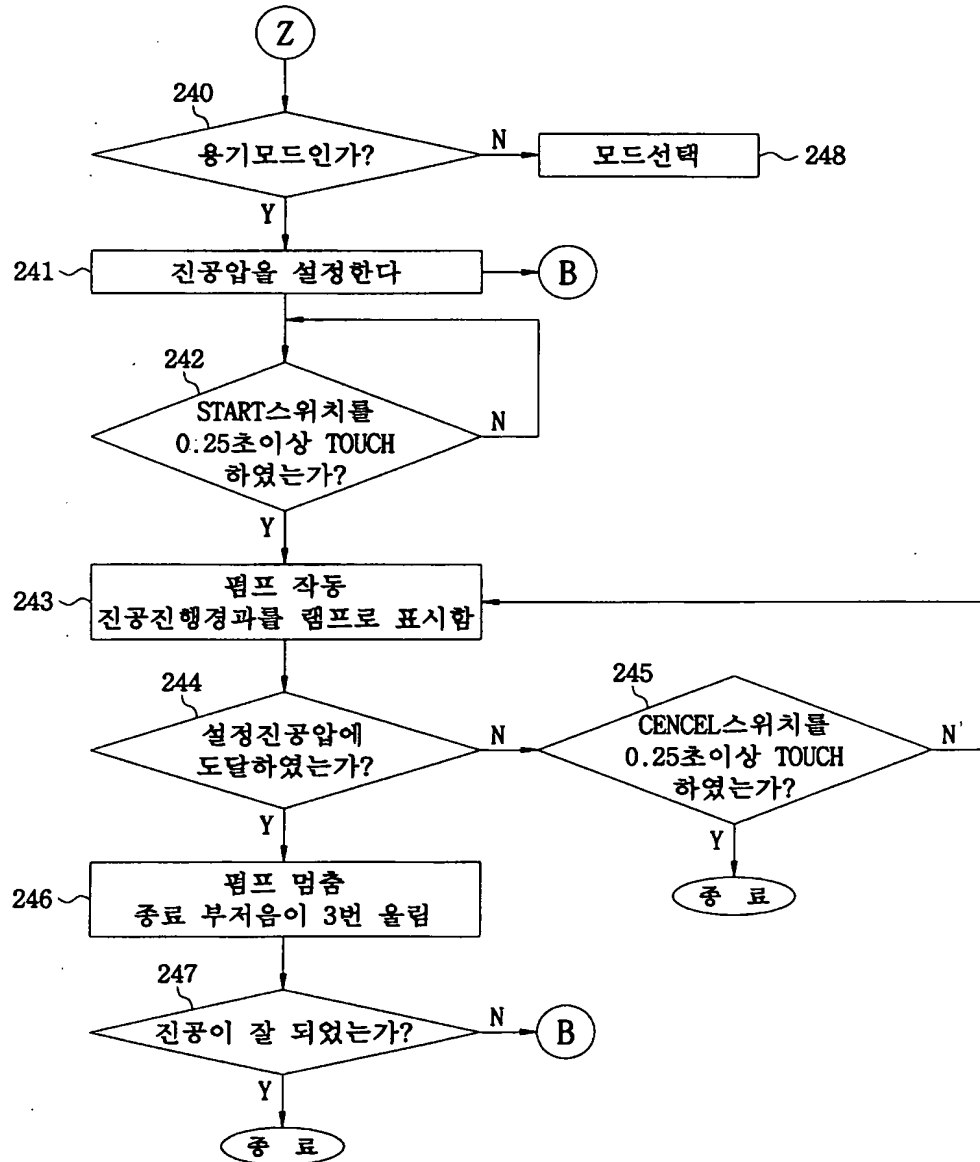 Z
240
용기모드인가?
N
모드선택
248
Y
241
진공압을 설정한다
B
242
START스위치를
0.25초이상 TOUCH
하였는가?
N
Y
243
펌프 작동
진공진행경과를 램프로 표시함
244
설정진공압에
도달하였는가?
N
245
CENCEL스위치를
0.25초이상 TOUCH
하였는가?
N
Y
Y
종 료
246
펌프 멈춤
종료 부저음이 3번 울림
247
진공이 잘 되었는가?
N
B
Y
종 료